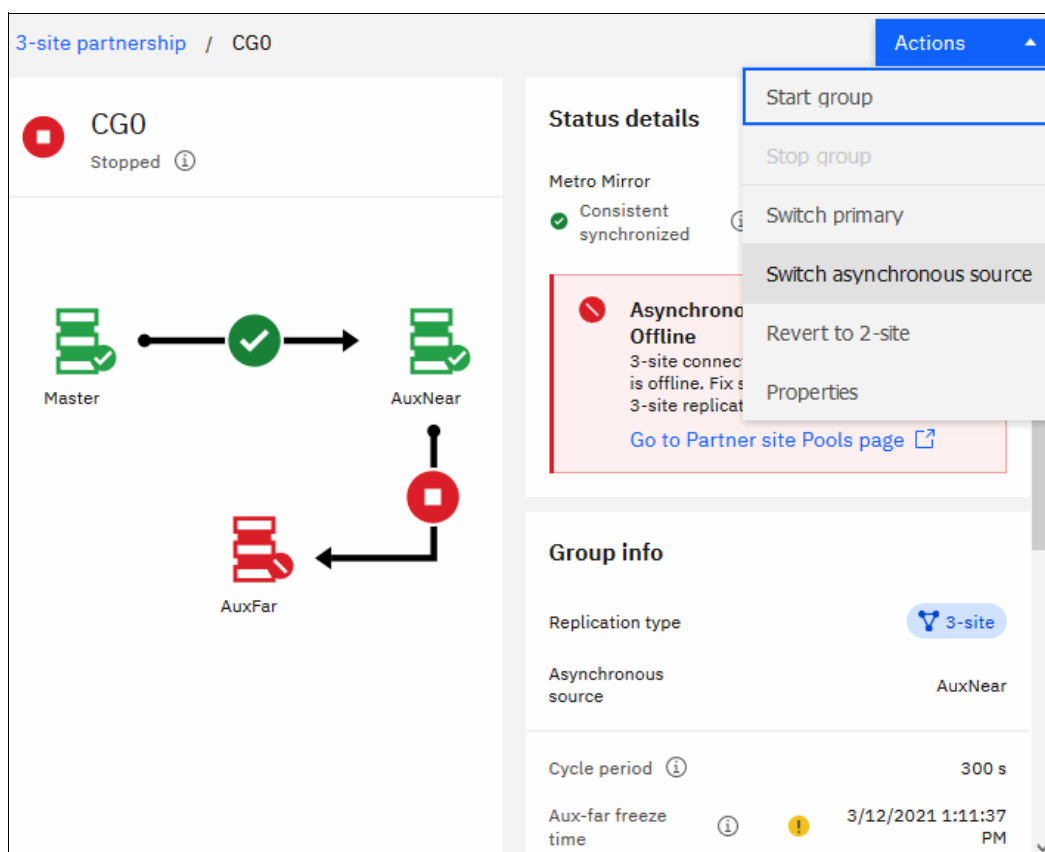 3-site partnership / CG0
Actions
CG0
Stopped
Master
AuxNear
AuxFar
Status details
Metro Mirror
Consistent
synchronized
Asynchrono
Offline
3-site connec
is offline. Fix s
3-site replicat
Go to Partner site Pools page
Start group
Stop group
Switch primary
Switch asynchronous source
Revert to 2-site
Properties
Group info
Replication type 3-site
Asynchronous
source AuxNear
Cycle period 300 s
Aux-far freeze 3/12/2021 1:11:37
time PM